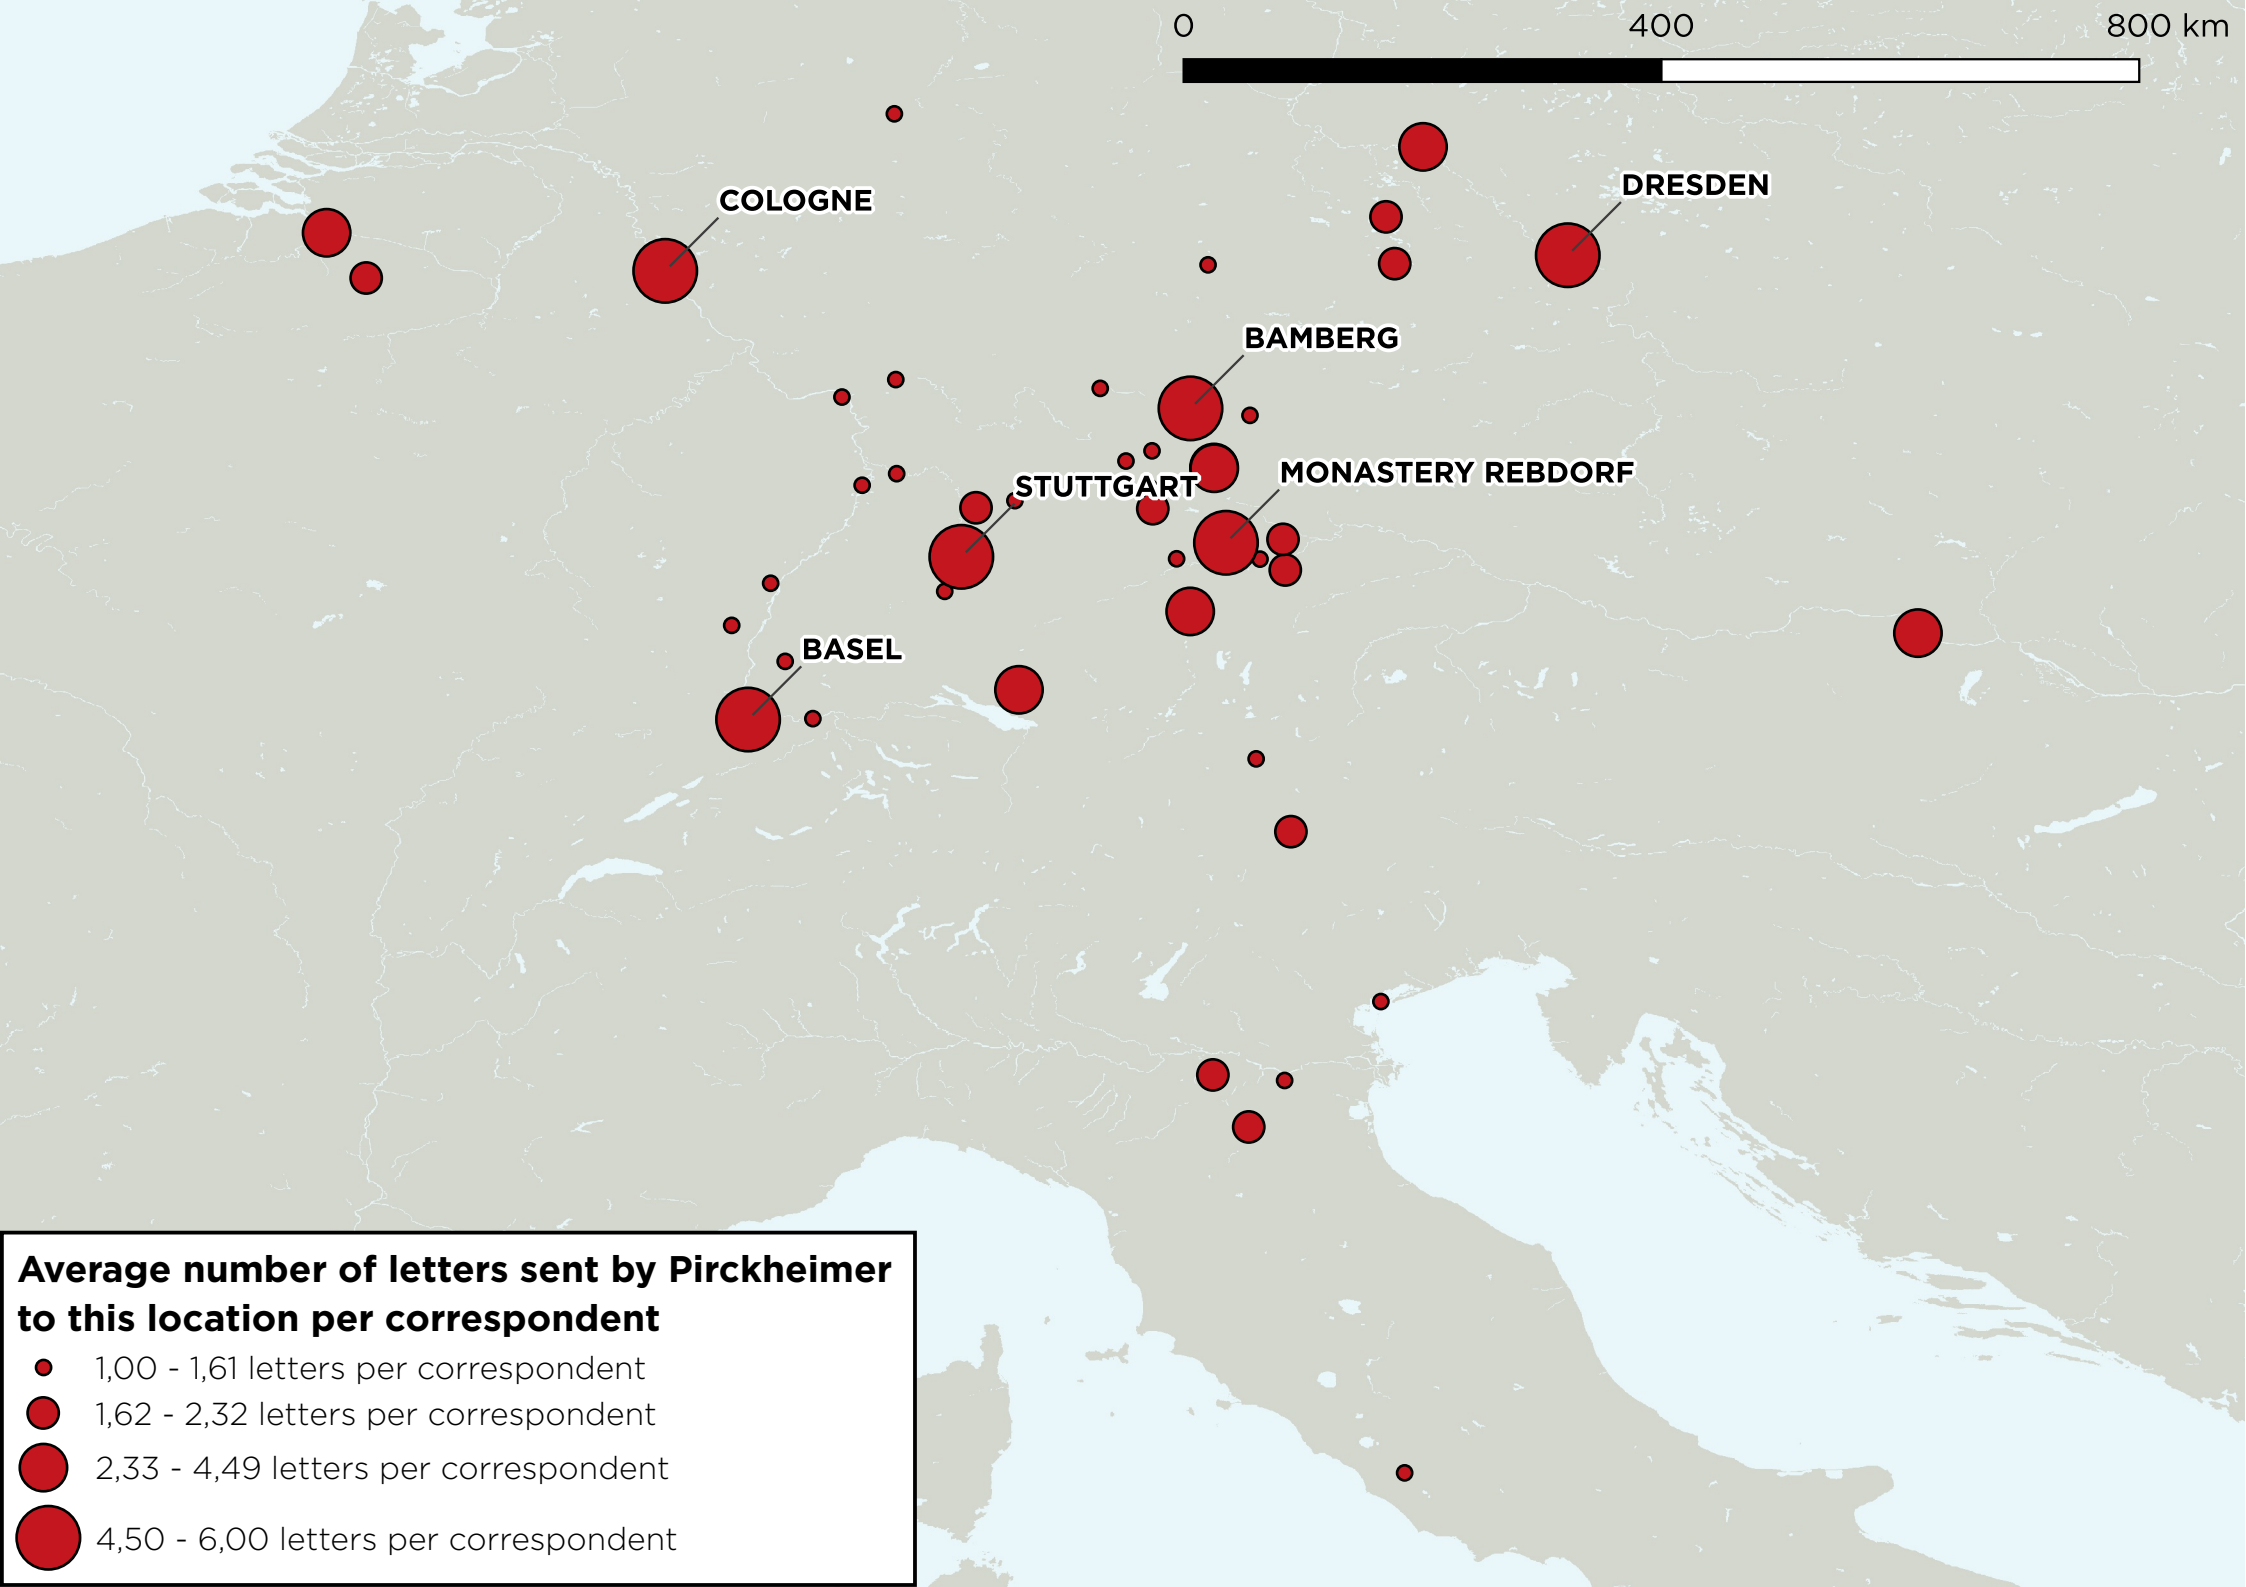 0 400 800 km
COLOGNE
DRESDEN
BAMBERG
STUTTGART
MONASTERY REBDORF
BASEL
Average number of letters sent by Pirckheimer
to this location per correspondent
1,00 - 1,61 letters per correspondent
1,62 - 2,32 letters per correspondent
2,33 - 4,49 letters per correspondent
4,50 - 6,00 letters per correspondent